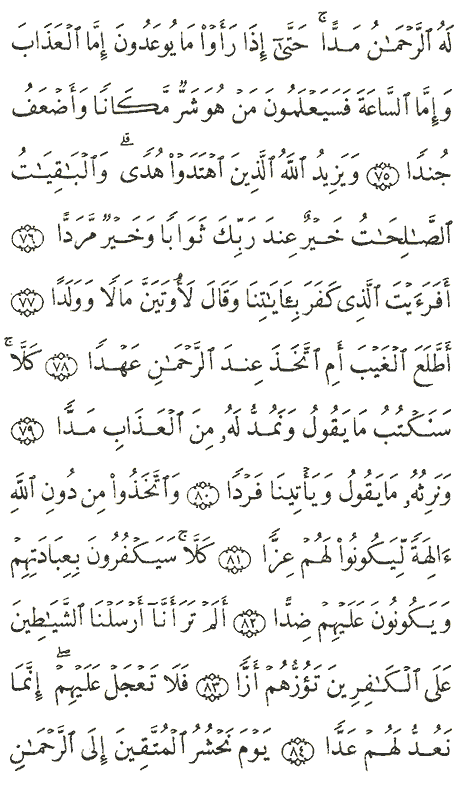 لَهُ ٱلرَّحْمَـٰنُ مَدًّا ۚ حَتَّىٰٓ إِذَا رَأَوْا۟ مَا يُوعَدُونَ إِمَّا ٱلْعَذَابَ
وَإِمَّا ٱلسَّاعَةَ فَسَيَعْلَمُونَ مَنْ هُوَ شَرٌّ مَّكَانًا وَأَضْعَفُ
جُندًا ﴿٧٥﴾ وَيَزِيدُ ٱللَّهُ ٱلَّذِينَ ٱهْتَدَوْا۟ هُدًى ۗ وَٱلْبَـٰقِيَـٰتُ
ٱلصَّـٰلِحَـٰتُ خَيْرٌ عِندَ رَبِّكَ ثَوَابًا وَخَيْرٌ مَّرَدًّا ﴿٧٦﴾
أَفَرَءَيْتَ ٱلَّذِى كَفَرَ بِـَٔايَـٰتِنَا وَقَالَ لَأُوتَيَنَّ مَالًا وَوَلَدًا ﴿٧٧﴾
أَطَّلَعَ ٱلْغَيْبَ أَمِ ٱتَّخَذَ عِندَ ٱلرَّحْمَـٰنِ عَهْدًا ﴿٧٨﴾ كَلَّا ۚ
سَنَكْتُبُ مَا يَقُولُ وَنَمُدُّ لَهُۥ مِنَ ٱلْعَذَابِ مَدًّا ﴿٧٩﴾
وَنَرِثُهُۥ مَا يَقُولُ وَيَأْتِينَا فَرْدًا ﴿٨٠﴾ وَٱتَّخَذُوا۟ مِن دُونِ ٱللَّهِ
ءَالِهَةً لِّيَكُونُوا۟ لَهُمْ عِزًّا ﴿٨١﴾ كَلَّا ۚ سَيَكْفُرُونَ بِعِبَادَتِهِمْ
وَيَكُونُونَ عَلَيْهِمْ ضِدًّا ﴿٨٢﴾ أَلَمْ تَرَ أَنَّآ أَرْسَلْنَا ٱلشَّيَـٰطِينَ
عَلَى ٱلْكَـٰفِرِينَ تَؤُزُّهُمْ أَزًّا ﴿٨٣﴾ فَلَا تَعْجَلْ عَلَيْهِمْ ۖ إِنَّمَا
نَعُدُّ لَهُمْ عَدًّا ﴿٨٤﴾ يَوْمَ نَحْشُرُ ٱلْمُتَّقِينَ إِلَى ٱلرَّحْمَـٰنِ